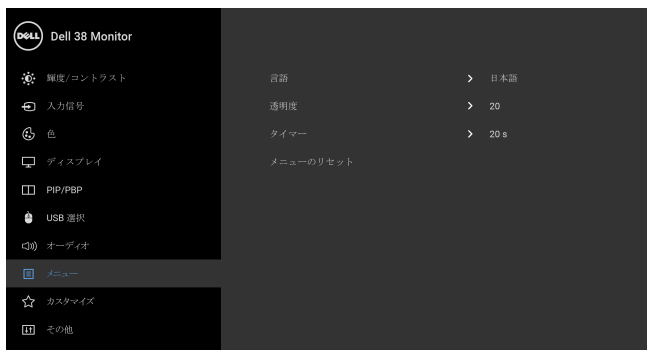 DELL Dell 38 Monitor
輝度/コントラスト
入力信号
色
ディスプレイ
PIP/PBP
USB 選択
オーディオ
メニュー
カスタマイズ
その他
言語 日本語
透明度 20
タイマー 20 s
メニューのリセット